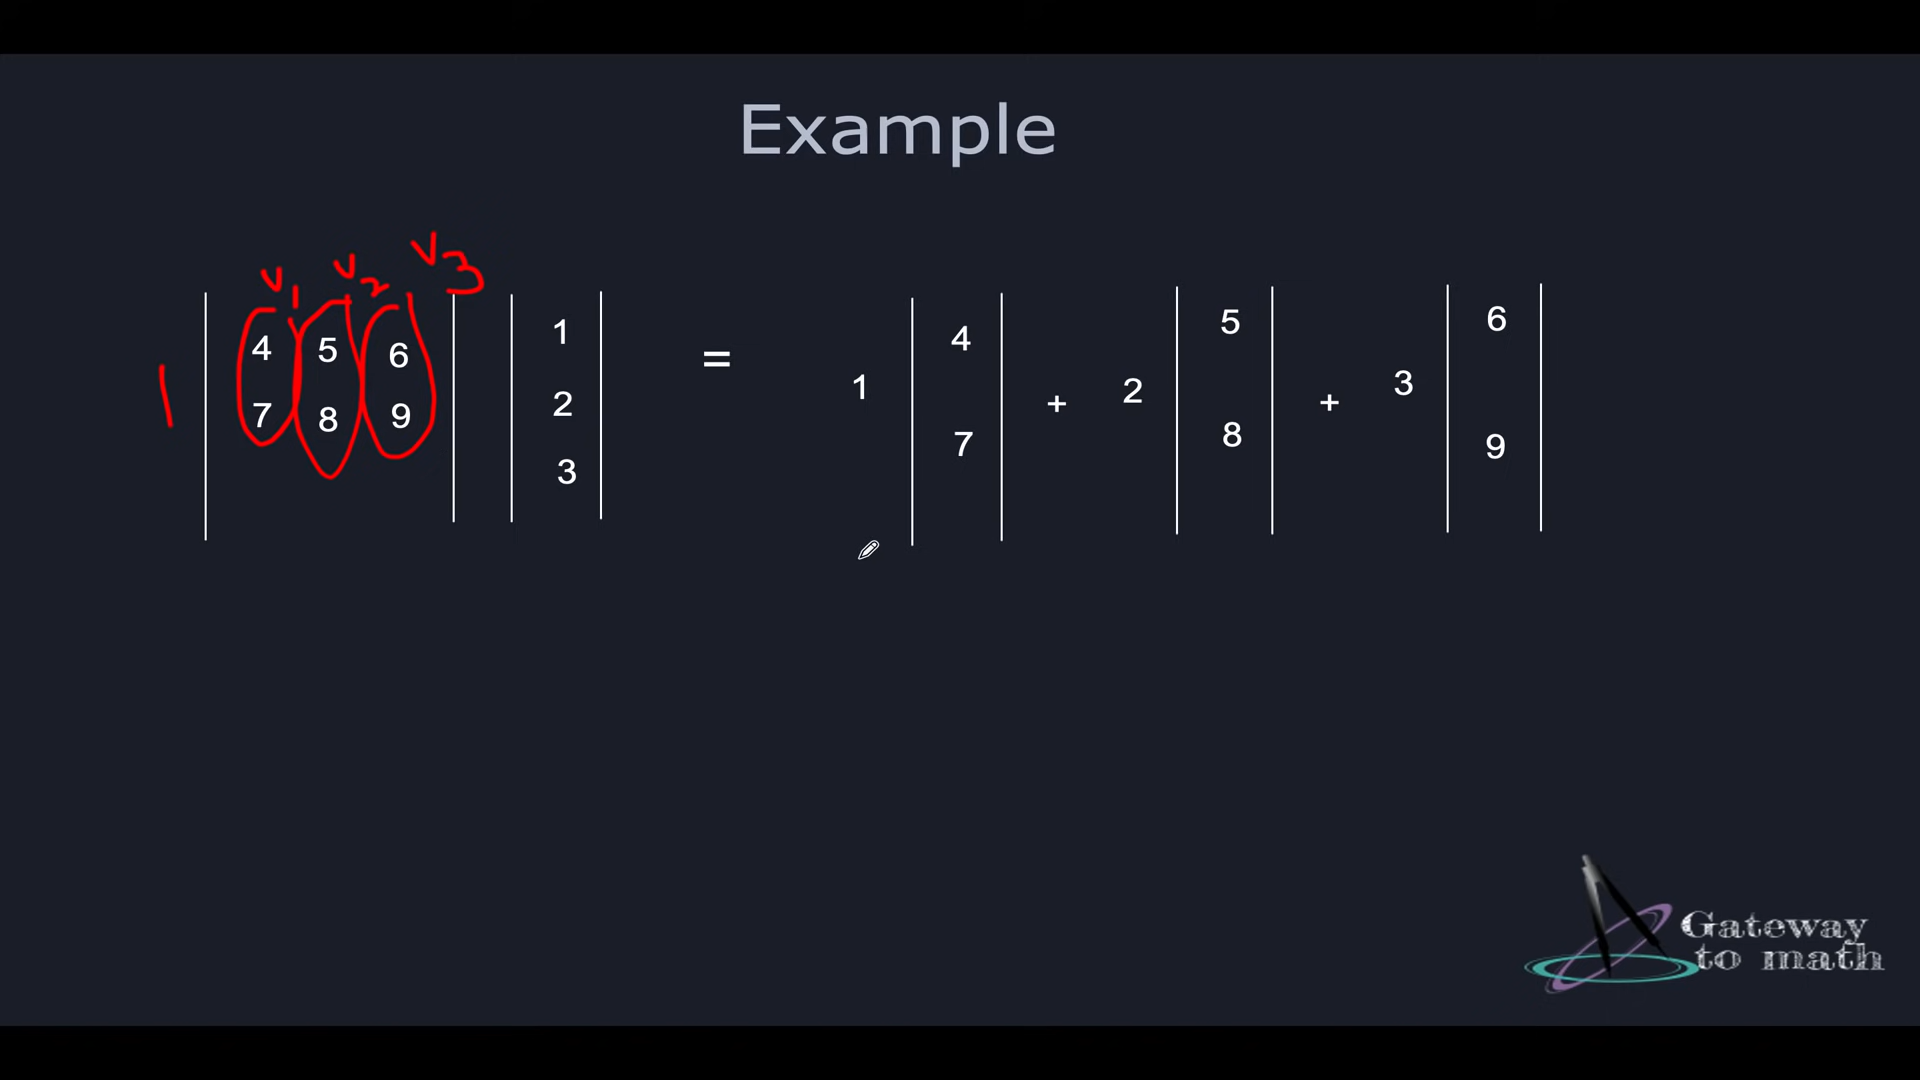 Example
v1 v2 v3
1 | 4 5 6 | | 1 | = 1 | 4 | + 2 | 5 | + 3 | 6 |
7 8 9 2 7 8 9
3
Gateway
to math